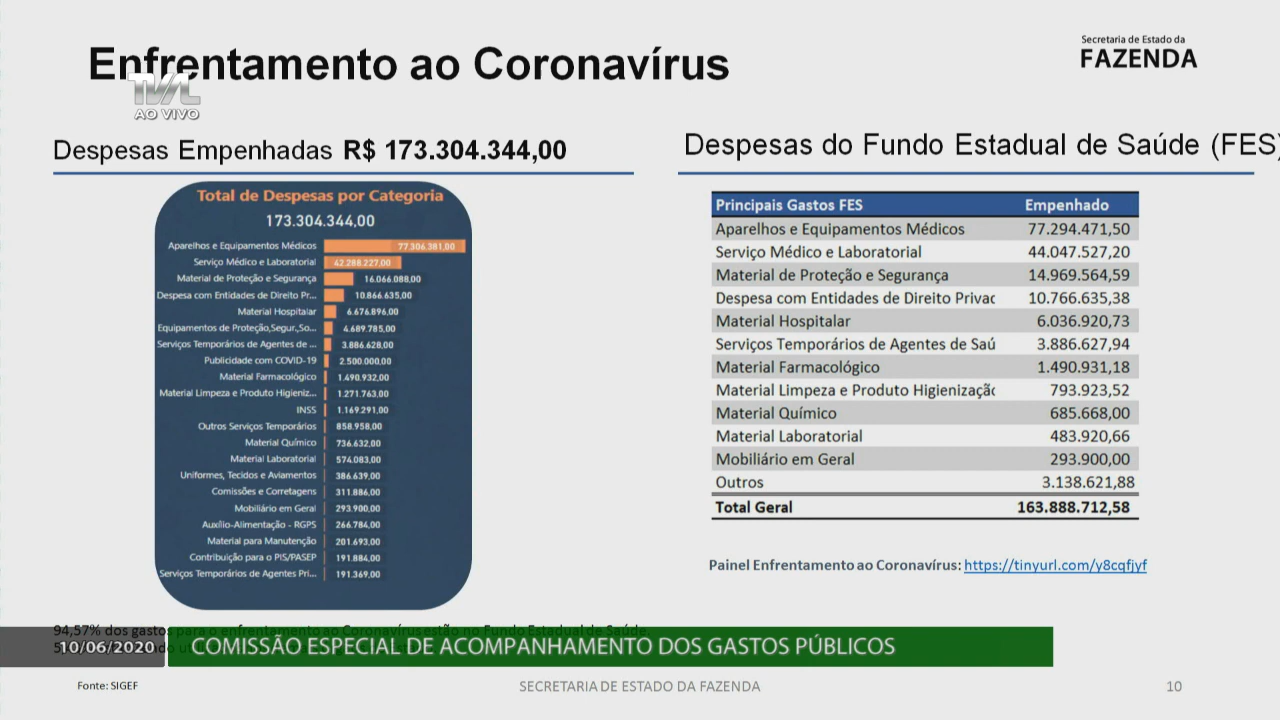 Enfrentamento ao Coronavírus
Secretaria de Estado da
FAZENDA
TVAL
AO VIVO
Despesas Empenhadas R$ 173.304.344,00
Total de Despesas por Categoria
173.304.344,00
Aparelhos e Equipamentos Médicos 77.306.381,00
Serviço Médico e Laboratorial 42.288.227,00
Material de Proteção e Segurança 16.066.088,00
Despesa com Entidades de Direito Pr... 10.866.635,00
Material Hospitalar 6.676.896,00
Equipamentos de Proteção,Segur.,So... 4.689.785,00
Serviços Temporários de Agentes de ... 3.886.628,00
Publicidade com COVID-19 2.500.000,00
Material Farmacológico 1.490.932,00
Material Limpeza e Produto Higieniz... 1.271.763,00
INSS 1.169.291,00
Outros Serviços Temporários 858.958,00
Material Químico 736.632,00
Material Laboratorial 574.083,00
Uniformes, Tecidos e Aviamentos 386.639,00
Comissões e Corretagens 311.886,00
Mobiliário em Geral 293.900,00
Auxílio-Alimentação - RGPS 266.784,00
Material para Manutenção 201.693,00
Contribuição para o PIS/PASEP 191.884,00
Serviços Temporários de Agentes Pri... 191.369,00
Despesas do Fundo Estadual de Saúde (FES)
Principais Gastos FES Empenhado
Aparelhos e Equipamentos Médicos 77.294.471,50
Serviço Médico e Laboratorial 44.047.527,20
Material de Proteção e Segurança 14.969.564,59
Despesa com Entidades de Direito Privac 10.766.635,38
Material Hospitalar 6.036.920,73
Serviços Temporários de Agentes de Saú 3.886.627,94
Material Farmacológico 1.490.931,18
Material Limpeza e Produto Higienizaçã 793.923,52
Material Químico 685.668,00
Material Laboratorial 483.920,66
Mobiliário em Geral 293.900,00
Outros 3.138.621,88
Total Geral 163.888.712,58
Painel Enfrentamento ao Coronavírus: https://tinyurl.com/y8cqfjyf
94,57% dos gastos para o enfrentamento ao Coronavírus estão no Fundo Estadual de Saúde.
10/06/2020 COMISSÃO ESPECIAL DE ACOMPANHAMENTO DOS GASTOS PÚBLICOS
Fonte: SIGEF
SECRETARIA DE ESTADO DA FAZENDA
10